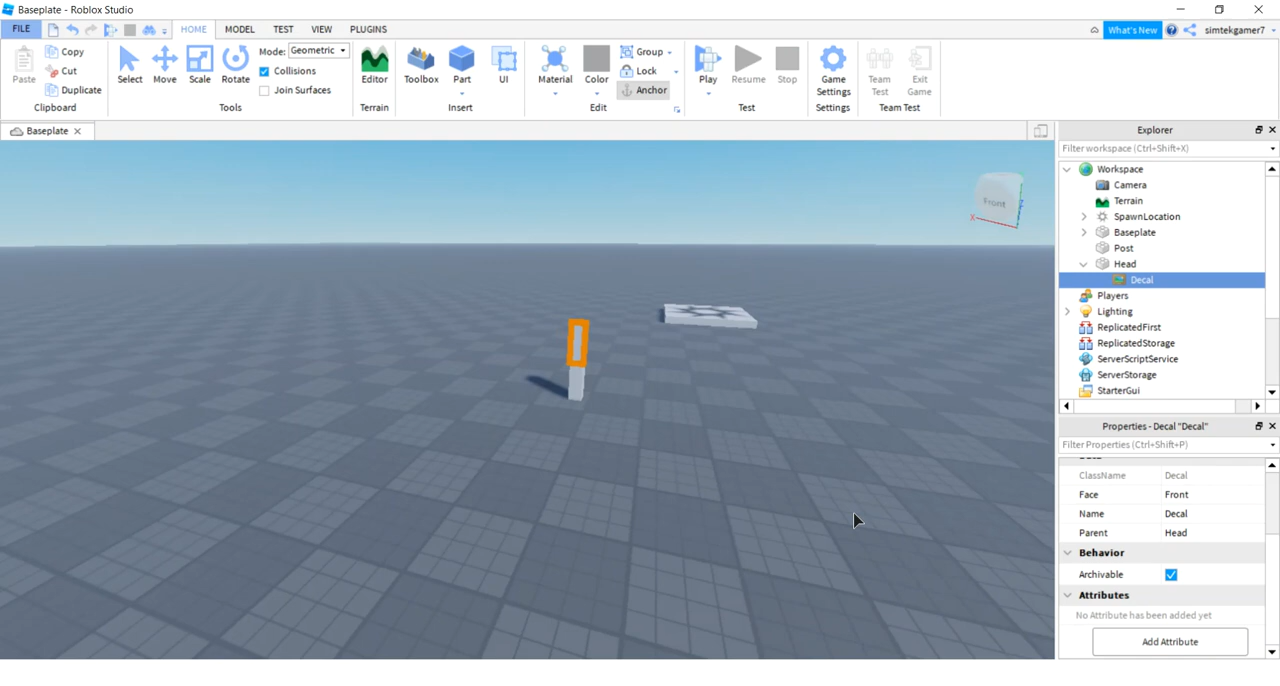 Baseplate - Roblox Studio
FILE HOME MODEL TEST VIEW PLUGINS What's New simtekgamer7
Paste Copy Cut Duplicate
Clipboard
Select Move Scale Rotate Mode: Geometric
Collisions
Join Surfaces
Tools
Editor
Terrain
Toolbox Part UI
Insert
Material Color Group
Lock
Anchor
Edit
Play Resume Stop
Test
Game Settings
Settings
Team Test Exit Game
Team Test
Baseplate
Front
X
Z
Explorer
Filter workspace (Ctrl+Shift+X)
Workspace
Camera
Terrain
SpawnLocation
Baseplate
Post
Head
Decal
Players
Lighting
ReplicatedFirst
ReplicatedStorage
ServerScriptService
ServerStorage
StarterGui
Properties - Decal "Decal"
Filter Properties (Ctrl+Shift+P)
ClassName Decal
Face Front
Name Decal
Parent Head
Behavior
Archivable
Attributes
No Attribute has been added yet
Add Attribute